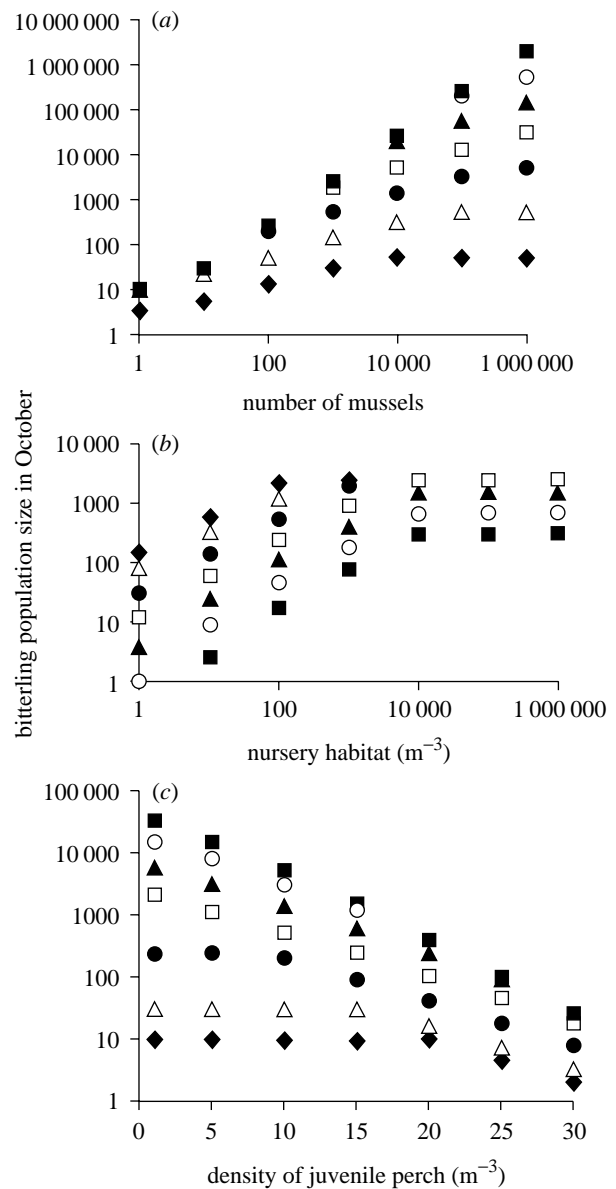 (a)
10 000 000
1 000 000
100 000
10 000
1000
100
10
1
1 100 10 000 1 000 000
number of mussels
bitterling population size in October
(b)
10 000
1000
100
10
1
1 100 10 000 1 000 000
nursery habitat (m⁻³)
(c)
100 000
10 000
1000
100
10
1
0 5 10 15 20 25 30
density of juvenile perch (m⁻³)